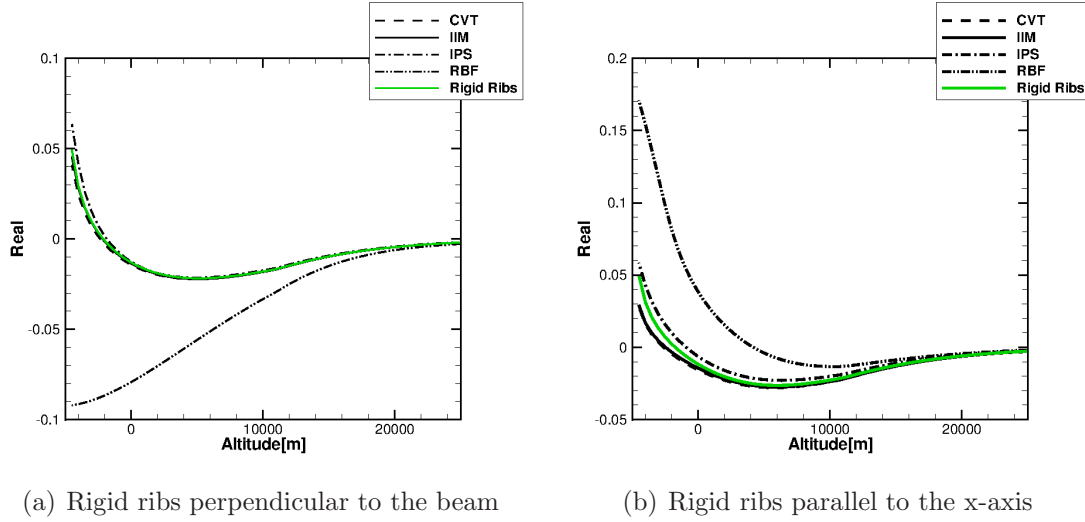 CVT
IIM
IPS
RBF
Rigid Ribs
0.1
0.05
0
-0.05
-0.1
Real
0
10000
20000
Altitude[m]
(a) Rigid ribs perpendicular to the beam
CVT
IIM
IPS
RBF
Rigid Ribs
0.2
0.15
0.1
0.05
0
-0.05
Real
0
10000
20000
Altitude[m]
(b) Rigid ribs parallel to the x-axis